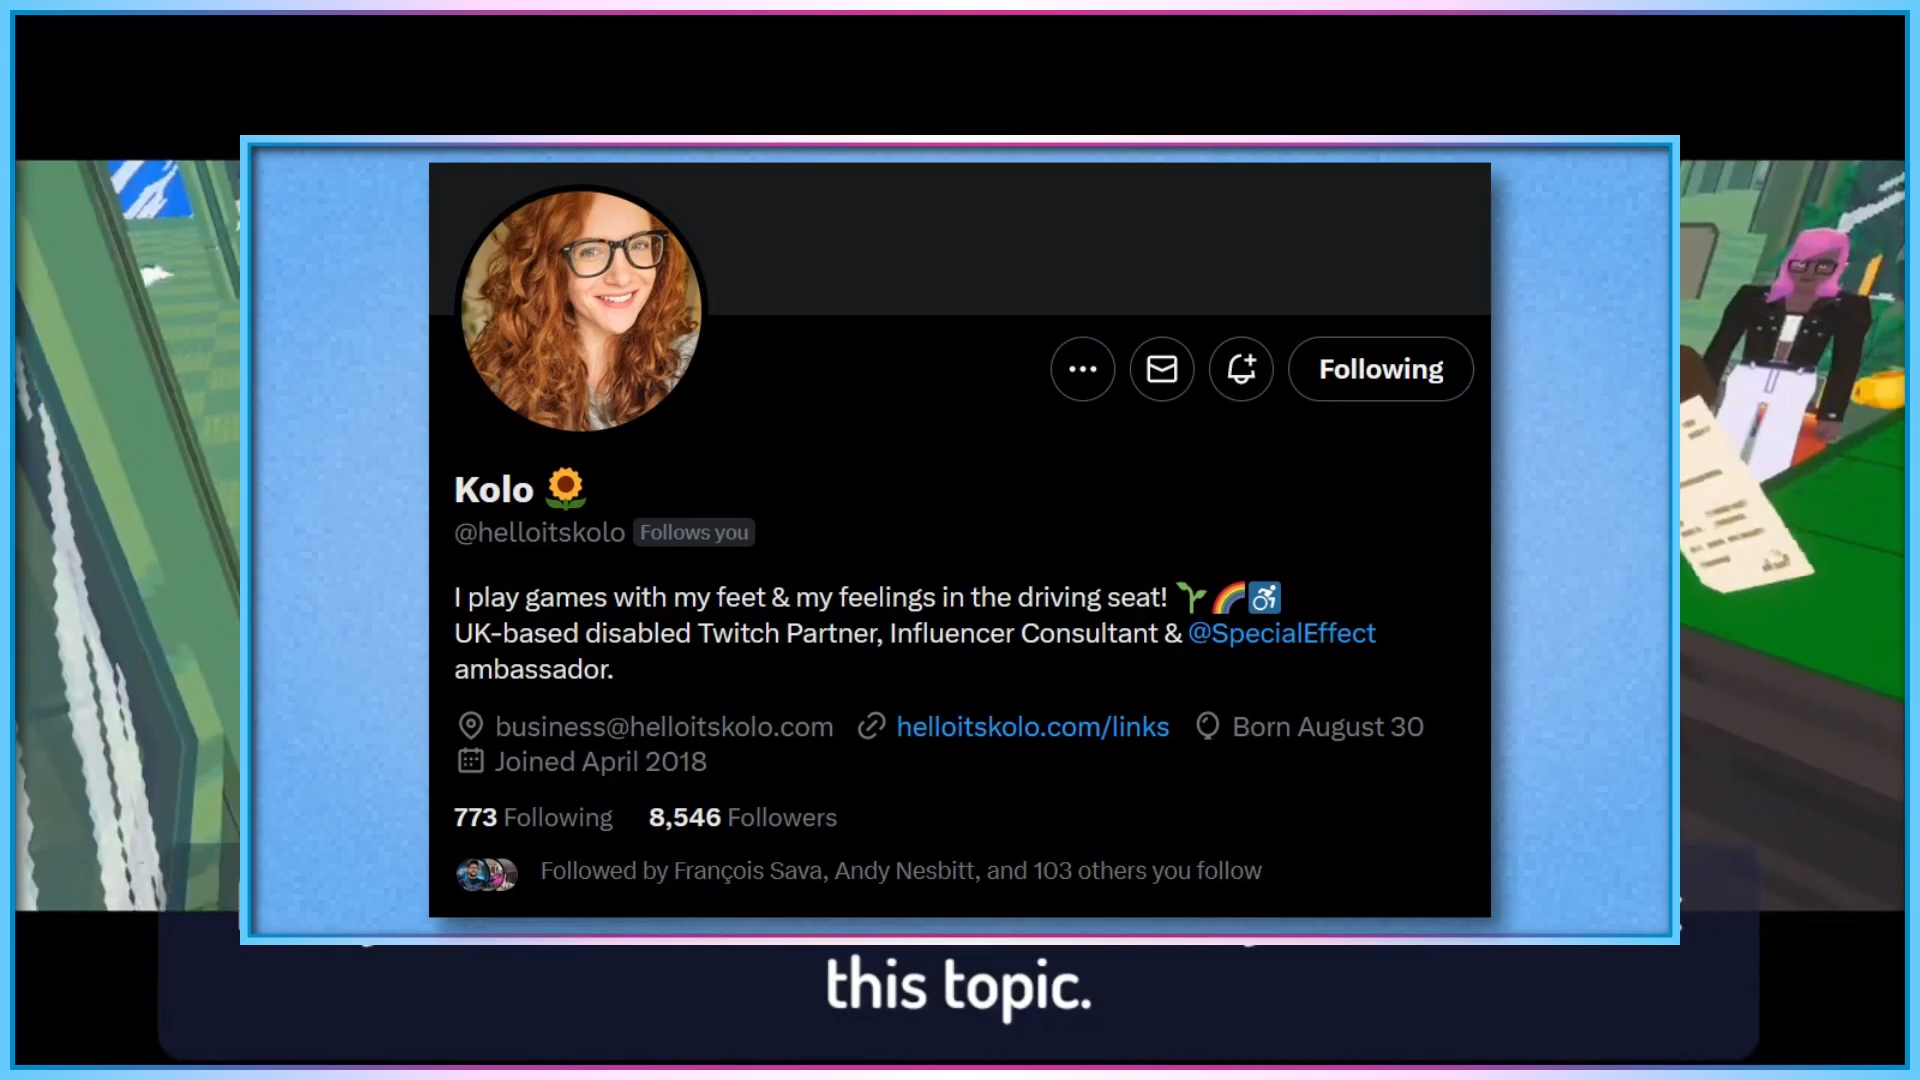 Following
Kolo
@helloitskolo Follows you
I play games with my feet & my feelings in the driving seat!
UK-based disabled Twitch Partner, Influencer Consultant & @SpecialEffect
ambassador.
business@helloitskolo.com helloitskolo.com/links Born August 30
Joined April 2018
773 Following 8,546 Followers
Followed by François Sava, Andy Nesbitt, and 103 others you follow
this topic.